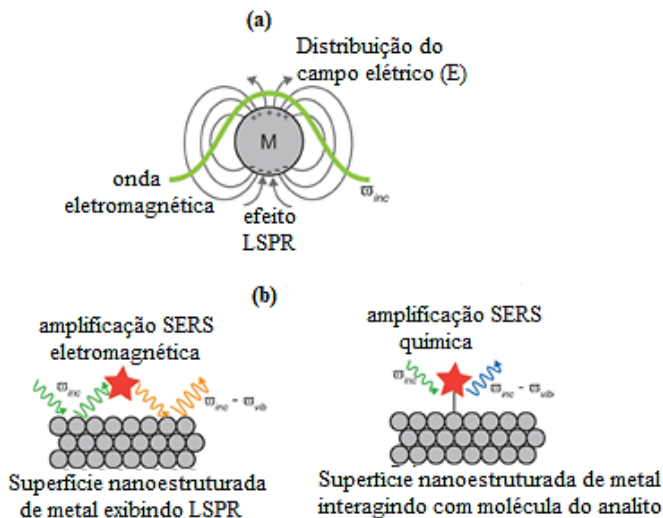 (a)
Distribuição do
campo elétrico (E)
M
onda
eletromagnética
efeito
LSPR
ϖinc
(b)
amplificação SERS
eletromagnética
ϖinc
ϖinc - ϖvib
Superfície nanoestruturada
de metal exibindo LSPR
amplificação SERS
química
ϖinc
ϖinc - ϖvib
Superfície nanoestruturada de metal
interagindo com molécula do analito